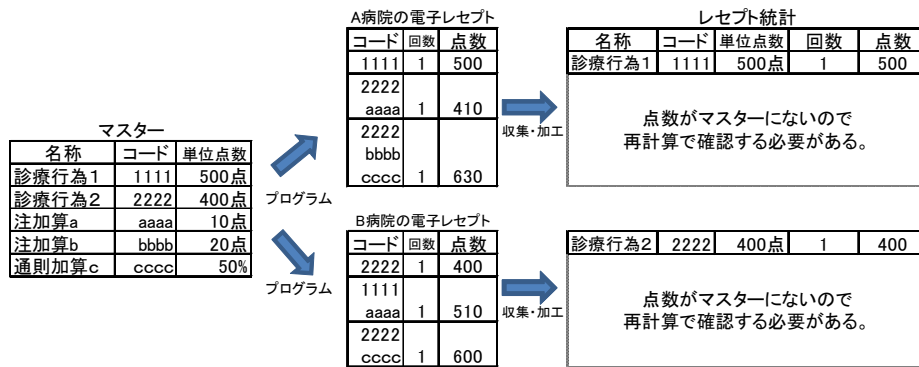 マスター
名称 コード 単位点数
診療行為1 1111 500点
診療行為2 2222 400点
注加算a aaaa 10点
注加算b bbbb 20点
通則加算c cccc 50%
プログラム
プログラム
A病院の電子レセプト
コード 回数 点数
1111 1 500
2222
aaaa 1 410
2222
bbbb
cccc 1 630
収集・加工
レセプト統計
名称 コード 単位点数 回数 点数
診療行為1 1111 500点 1 500
点数がマスターにないので
再計算で確認する必要がある。
B病院の電子レセプト
コード 回数 点数
2222 1 400
1111
aaaa 1 510
2222
cccc 1 600
収集・加工
診療行為2 2222 400点 1 400
点数がマスターにないので
再計算で確認する必要がある。